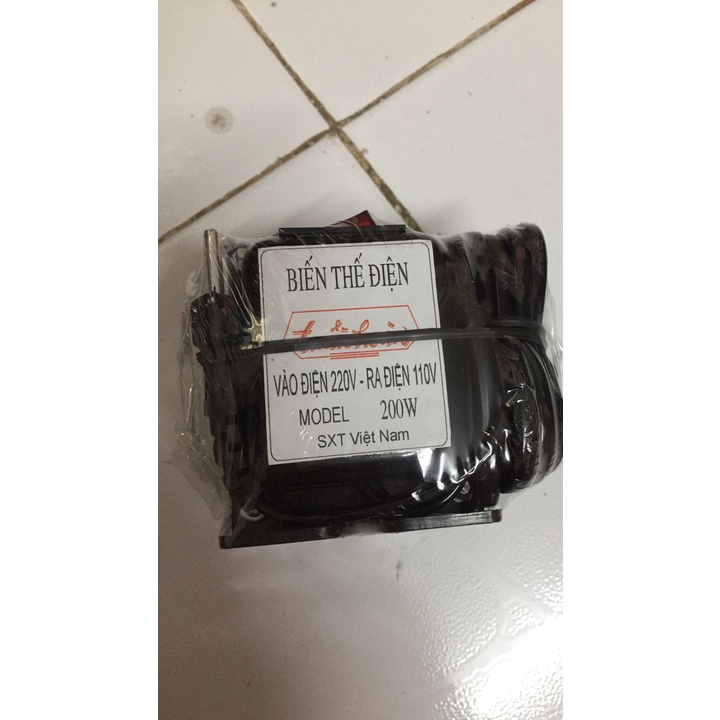 BIẾN THẾ ĐIỆN
VÀO ĐIỆN 220V - RA ĐIỆN 110V
MODEL 200W
SXT Việt Nam